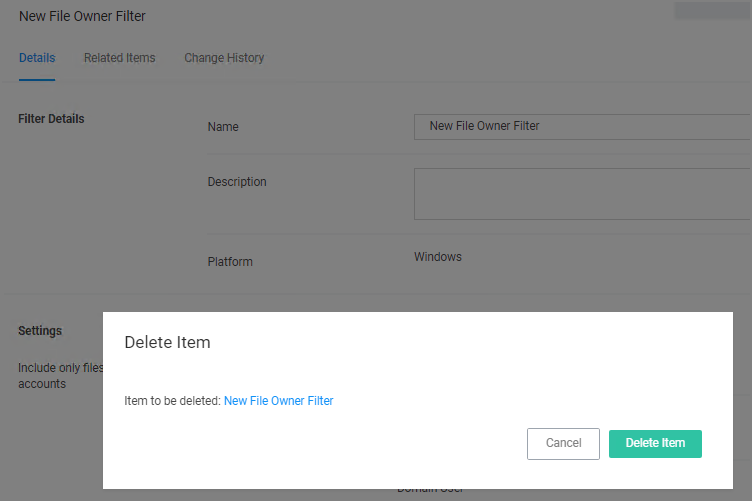 New File Owner Filter
Details Related Items Change History
Filter Details
Name New File Owner Filter
Description
Platform Windows
Settings
Include only files
accounts
Delete Item
Item to be deleted: New File Owner Filter
Cancel Delete Item
Domain User